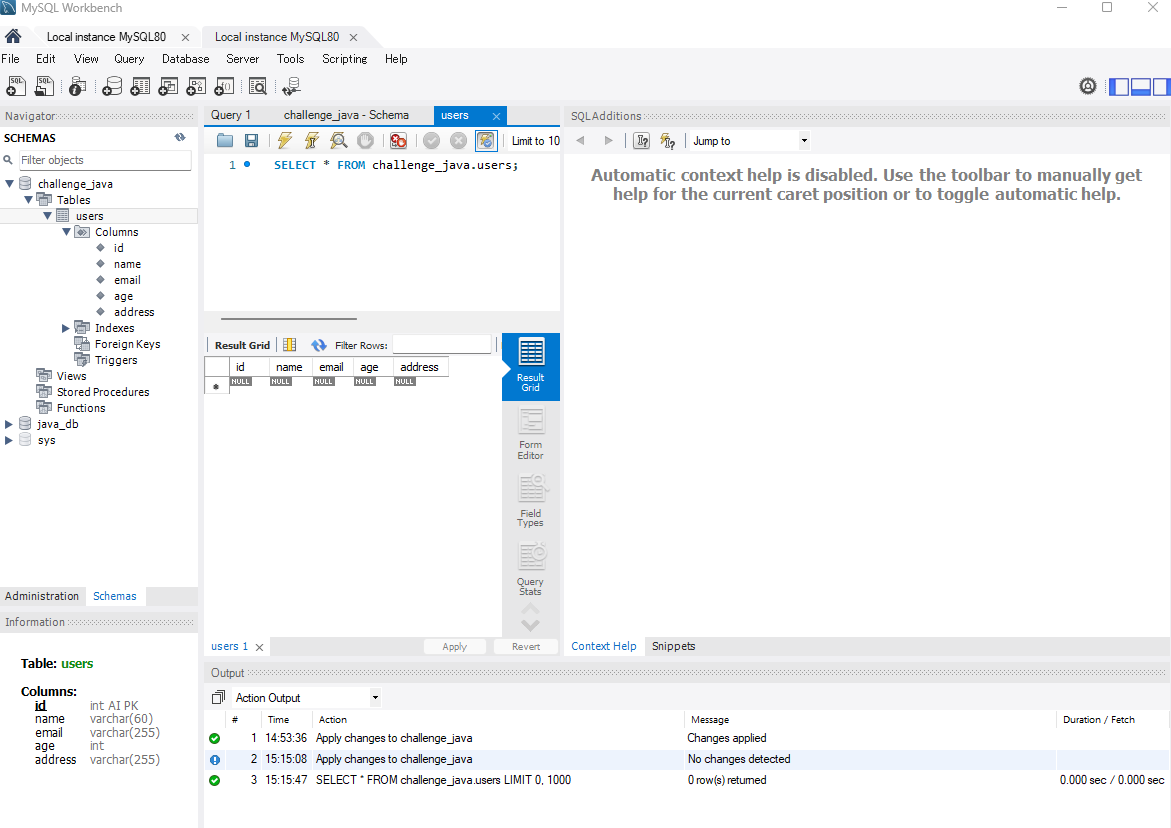 MySQL Workbench
Local instance MySQL80
Local instance MySQL80
File Edit View Query Database Server Tools Scripting Help
Navigator
SCHEMAS
Filter objects
challenge_java
Tables
users
Columns
id
name
email
age
address
Indexes
Foreign Keys
Triggers
Views
Stored Procedures
Functions
java_db
sys
Administration Schemas
Information
Table: users
Columns:
id int AI PK
name varchar(60)
email varchar(255)
age int
address varchar(255)
Query 1 challenge_java - Schema users
Limit to 10
1 SELECT * FROM challenge_java.users;
Result Grid Filter Rows:
id name email age address
NULL NULL NULL NULL NULL
Result
Grid
Form
Editor
Field
Types
Query
Stats
users 1 Apply Revert
SQLAdditions
Jump to
Automatic context help is disabled. Use the toolbar to manually get
help for the current caret position or to toggle automatic help.
Context Help Snippets
Output
Action Output
# Time Action Message Duration / Fetch
1 14:53:36 Apply changes to challenge_java Changes applied
2 15:15:08 Apply changes to challenge_java No changes detected
3 15:15:47 SELECT * FROM challenge_java.users LIMIT 0, 1000 0 row(s) returned 0.000 sec / 0.000 sec